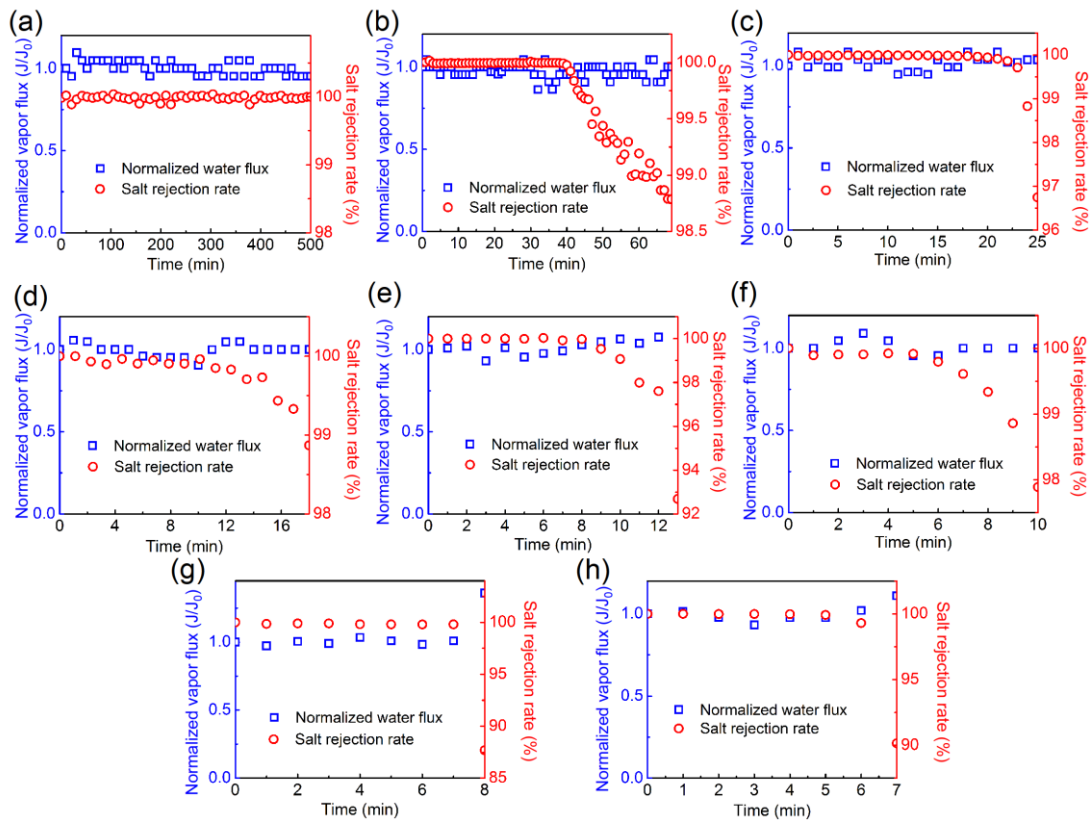 (a)
Normalized vapor flux (J/J0)
1.0
0.5
0.0
Normalized water flux
Salt rejection rate
100
99
98
Salt rejection rate (%)
0 100 200 300 400 500
Time (min)
(b)
Normalized vapor flux (J/J0)
1.0
0.5
0.0
Normalized water flux
Salt rejection rate
100.0
99.5
99.0
98.5
Salt rejection rate (%)
0 10 20 30 40 50 60
Time (min)
(c)
Normalized vapor flux (J/J0)
1.0
0.5
0.0
Normalized water flux
Salt rejection rate
100
99
98
97
96
Salt rejection rate (%)
0 5 10 15 20 25
Time (min)
(d)
Normalized vapor flux (J/J0)
1.0
0.5
0.0
Normalized water flux
Salt rejection rate
100
99
98
Salt rejection rate (%)
0 4 8 12 16
Time (min)
(e)
Normalized vapor flux (J/J0)
1.0
0.5
0.0
Normalized water flux
Salt rejection rate
100
98
96
94
92
Salt rejection rate (%)
0 2 4 6 8 10 12
Time (min)
(f)
Normalized vapor flux (J/J0)
1.0
0.5
0.0
Normalized water flux
Salt rejection rate
100
99
98
Salt rejection rate (%)
0 2 4 6 8 10
Time (min)
(g)
Normalized vapor flux (J/J0)
1.0
0.5
0.0
Normalized water flux
Salt rejection rate
100
95
90
85
Salt rejection rate (%)
0 2 4 6 8
Time (min)
(h)
Normalized vapor flux (J/J0)
1.0
0.5
0.0
Normalized water flux
Salt rejection rate
100
95
90
Salt rejection rate (%)
0 1 2 3 4 5 6 7
Time (min)